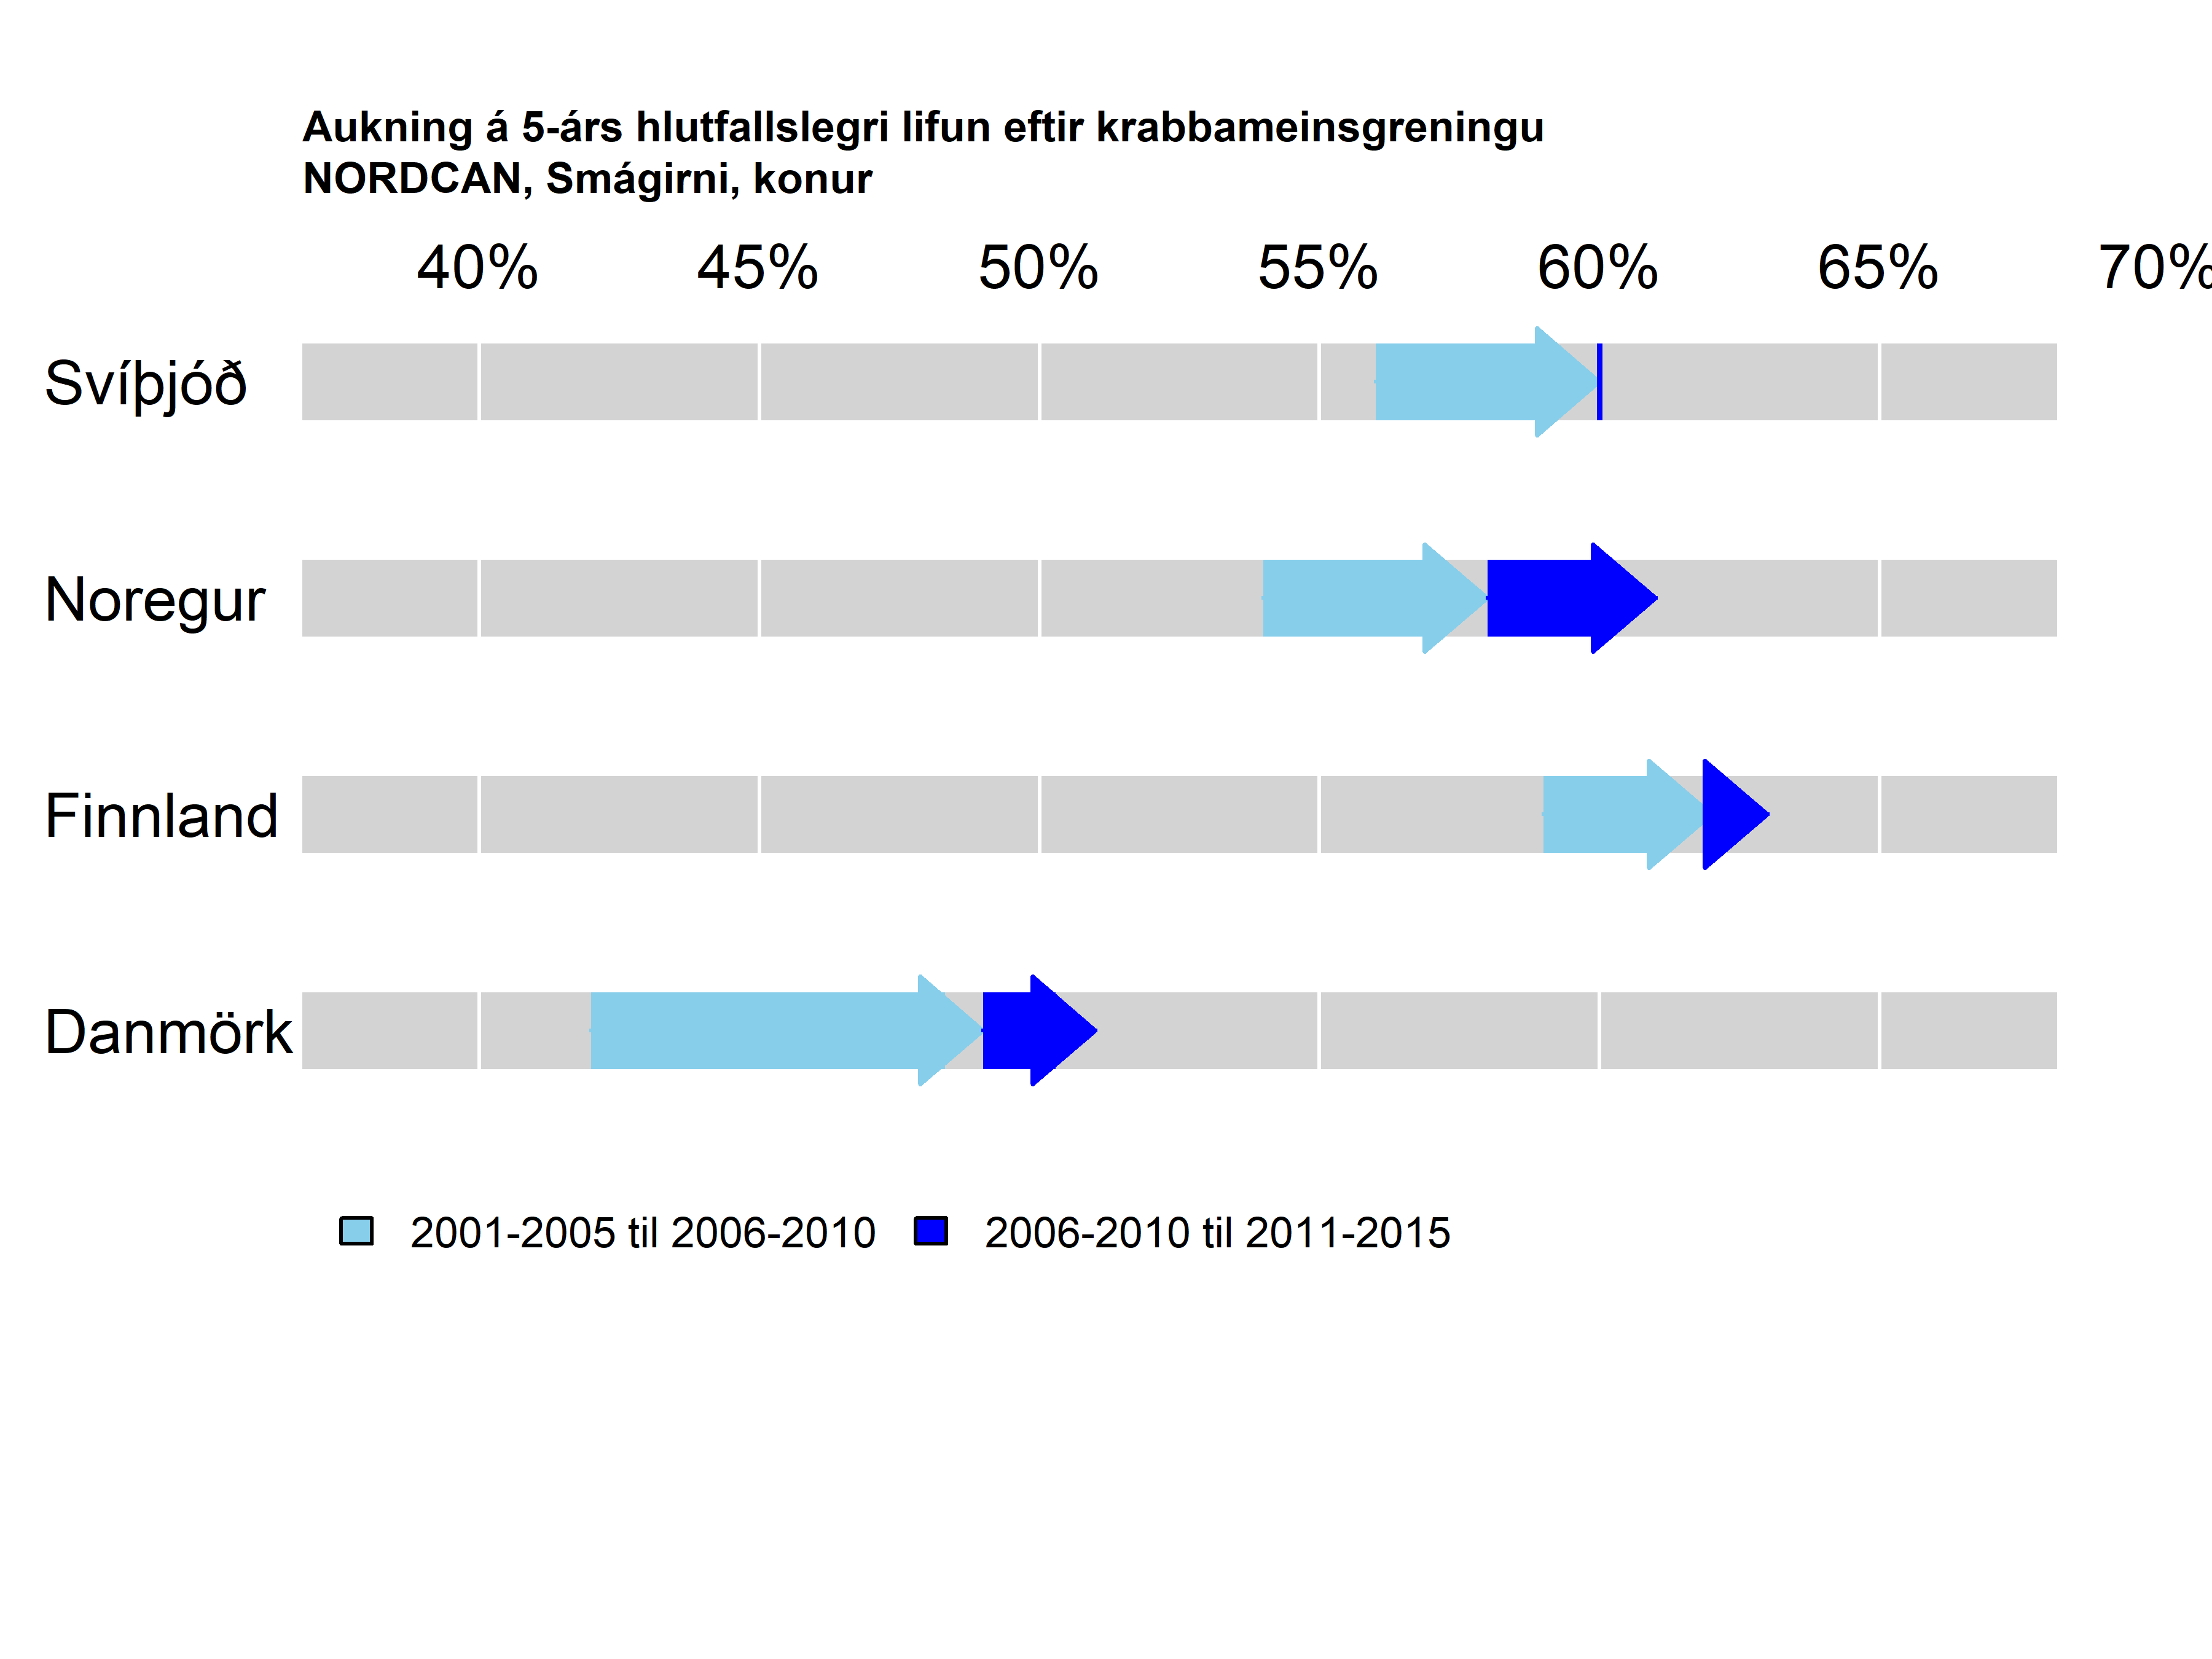 Aukning á 5-árs hlutfallslegri lifun eftir krabbameinsgreningu
NORDCAN, Smágirni, konur
40% 45% 50% 55% 60% 65% 70%
Svíþjóð
Noregur
Finnland
Danmörk
2001-2005 til 2006-2010 2006-2010 til 2011-2015